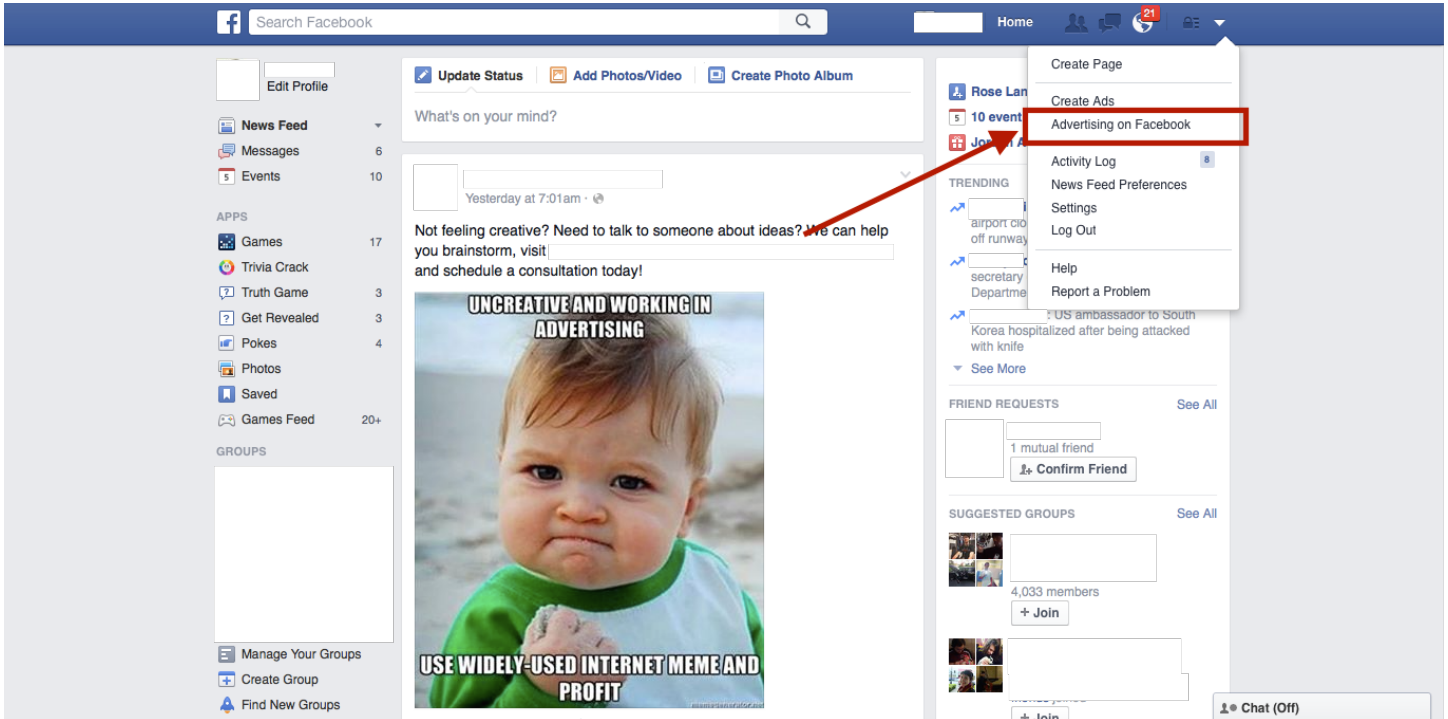 f
Search Facebook
Home
21
Edit Profile
News Feed
Messages 6
Events 10
5
APPS
Games 17
Trivia Crack
Truth Game 3
Get Revealed 3
Pokes 4
Photos
Saved
Games Feed 20+
GROUPS
Manage Your Groups
Create Group
Find New Groups
Update Status
Add Photos/Video
Create Photo Album
What's on your mind?
Yesterday at 7:01am ·
Not feeling creative? Need to talk to someone about ideas? We can help
you brainstorm, visit
and schedule a consultation today!
UNCREATIVE AND WORKING IN
ADVERTISING
USE WIDELY-USED INTERNET MEME AND
PROFIT
memegenerator.net
Create Page
Create Ads
Advertising on Facebook
Activity Log 8
News Feed Preferences
Settings
Log Out
Help
Report a Problem
Rose Lan
5
10 event
TRENDING
airport clo
off runway
secretary
Departme
: US ambassador to South
Korea hospitalized after being attacked
with knife
See More
FRIEND REQUESTS See All
1 mutual friend
Confirm Friend
SUGGESTED GROUPS See All
4,033 members
+ Join
+ Join
Chat (Off)